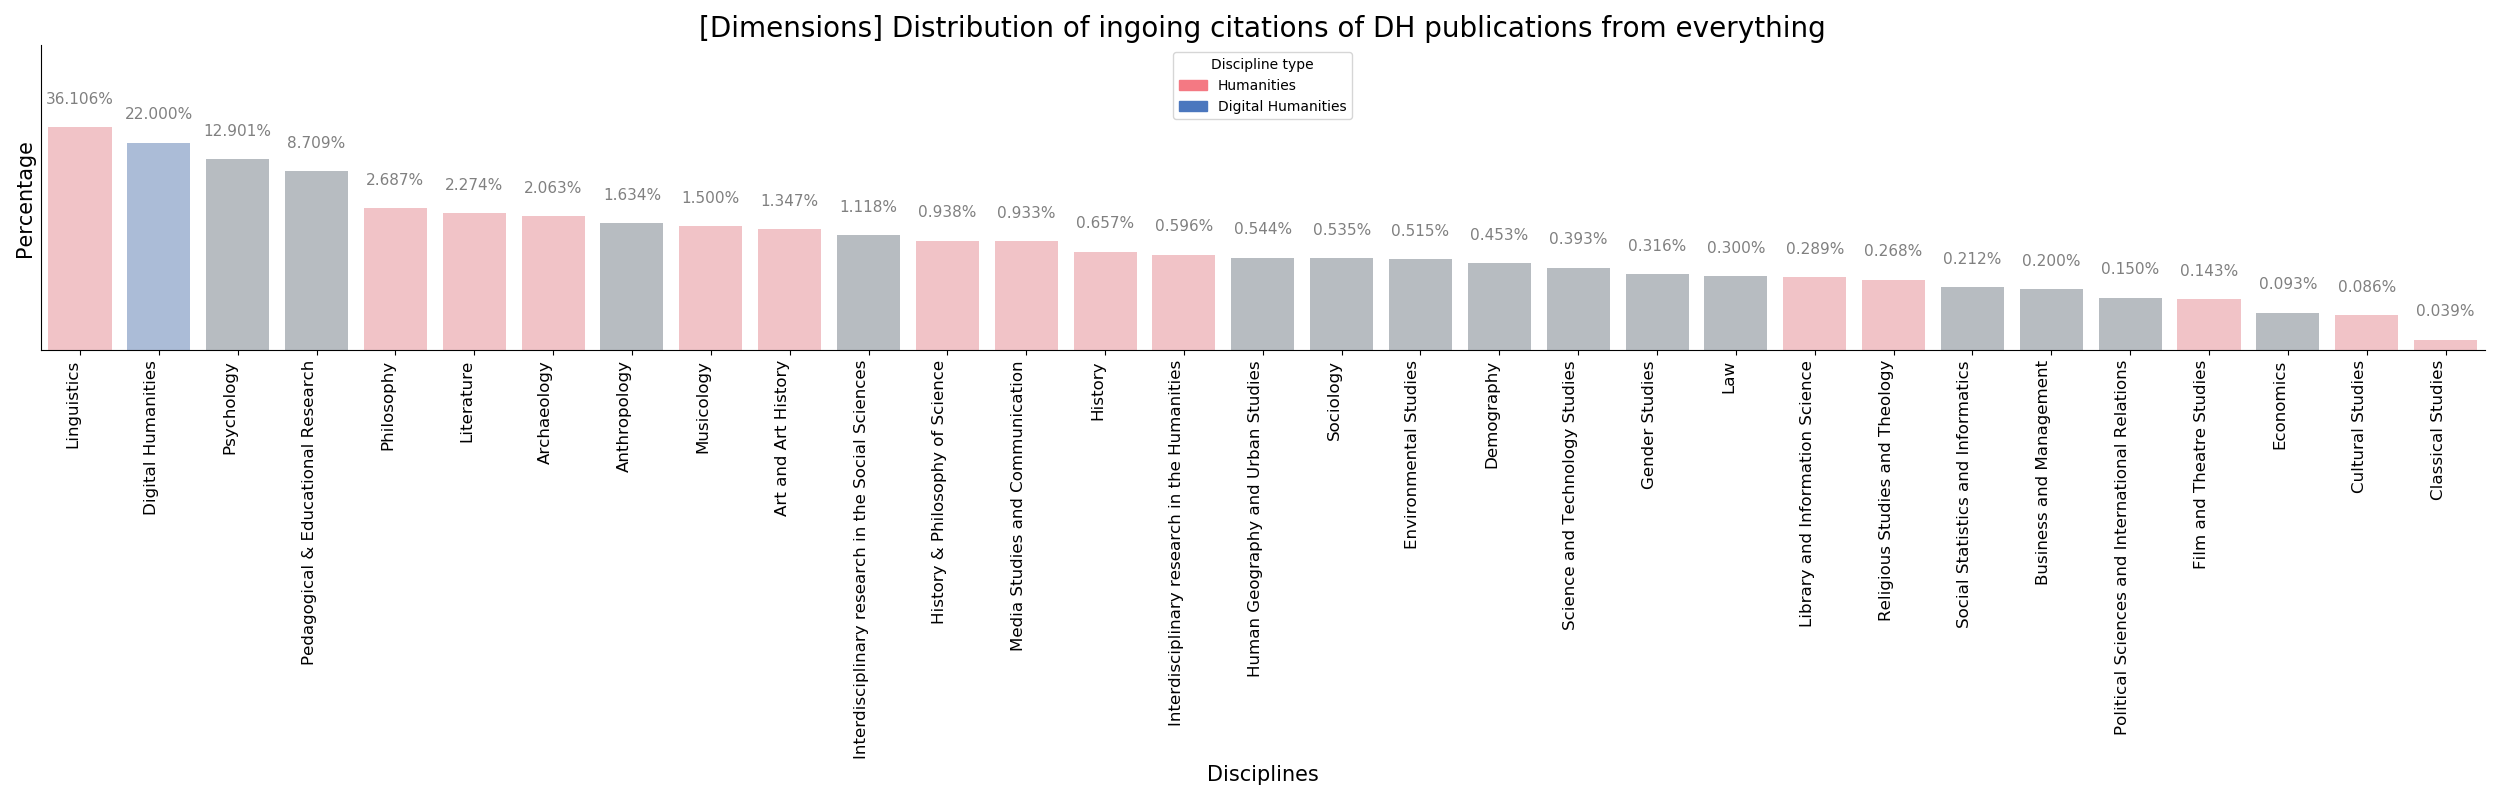 [Dimensions] Distribution of ingoing citations of DH publications from everything
Discipline type
Humanities
Digital Humanities
Percentage
36.106%
22.000%
12.901%
8.709%
2.687%
2.274%
2.063%
1.634%
1.500%
1.347%
1.118%
0.938%
0.933%
0.657%
0.596%
0.544%
0.535%
0.515%
0.453%
0.393%
0.316%
0.300%
0.289%
0.268%
0.212%
0.200%
0.150%
0.143%
0.093%
0.086%
0.039%
Linguistics
Digital Humanities
Psychology
Pedagogical & Educational Research
Philosophy
Literature
Archaeology
Anthropology
Musicology
Art and Art History
Interdisciplinary research in the Social Sciences
History & Philosophy of Science
Media Studies and Communication
History
Interdisciplinary research in the Humanities
Human Geography and Urban Studies
Sociology
Environmental Studies
Demography
Science and Technology Studies
Gender Studies
Law
Library and Information Science
Religious Studies and Theology
Social Statistics and Informatics
Business and Management
Political Sciences and International Relations
Film and Theatre Studies
Economics
Cultural Studies
Classical Studies
Disciplines